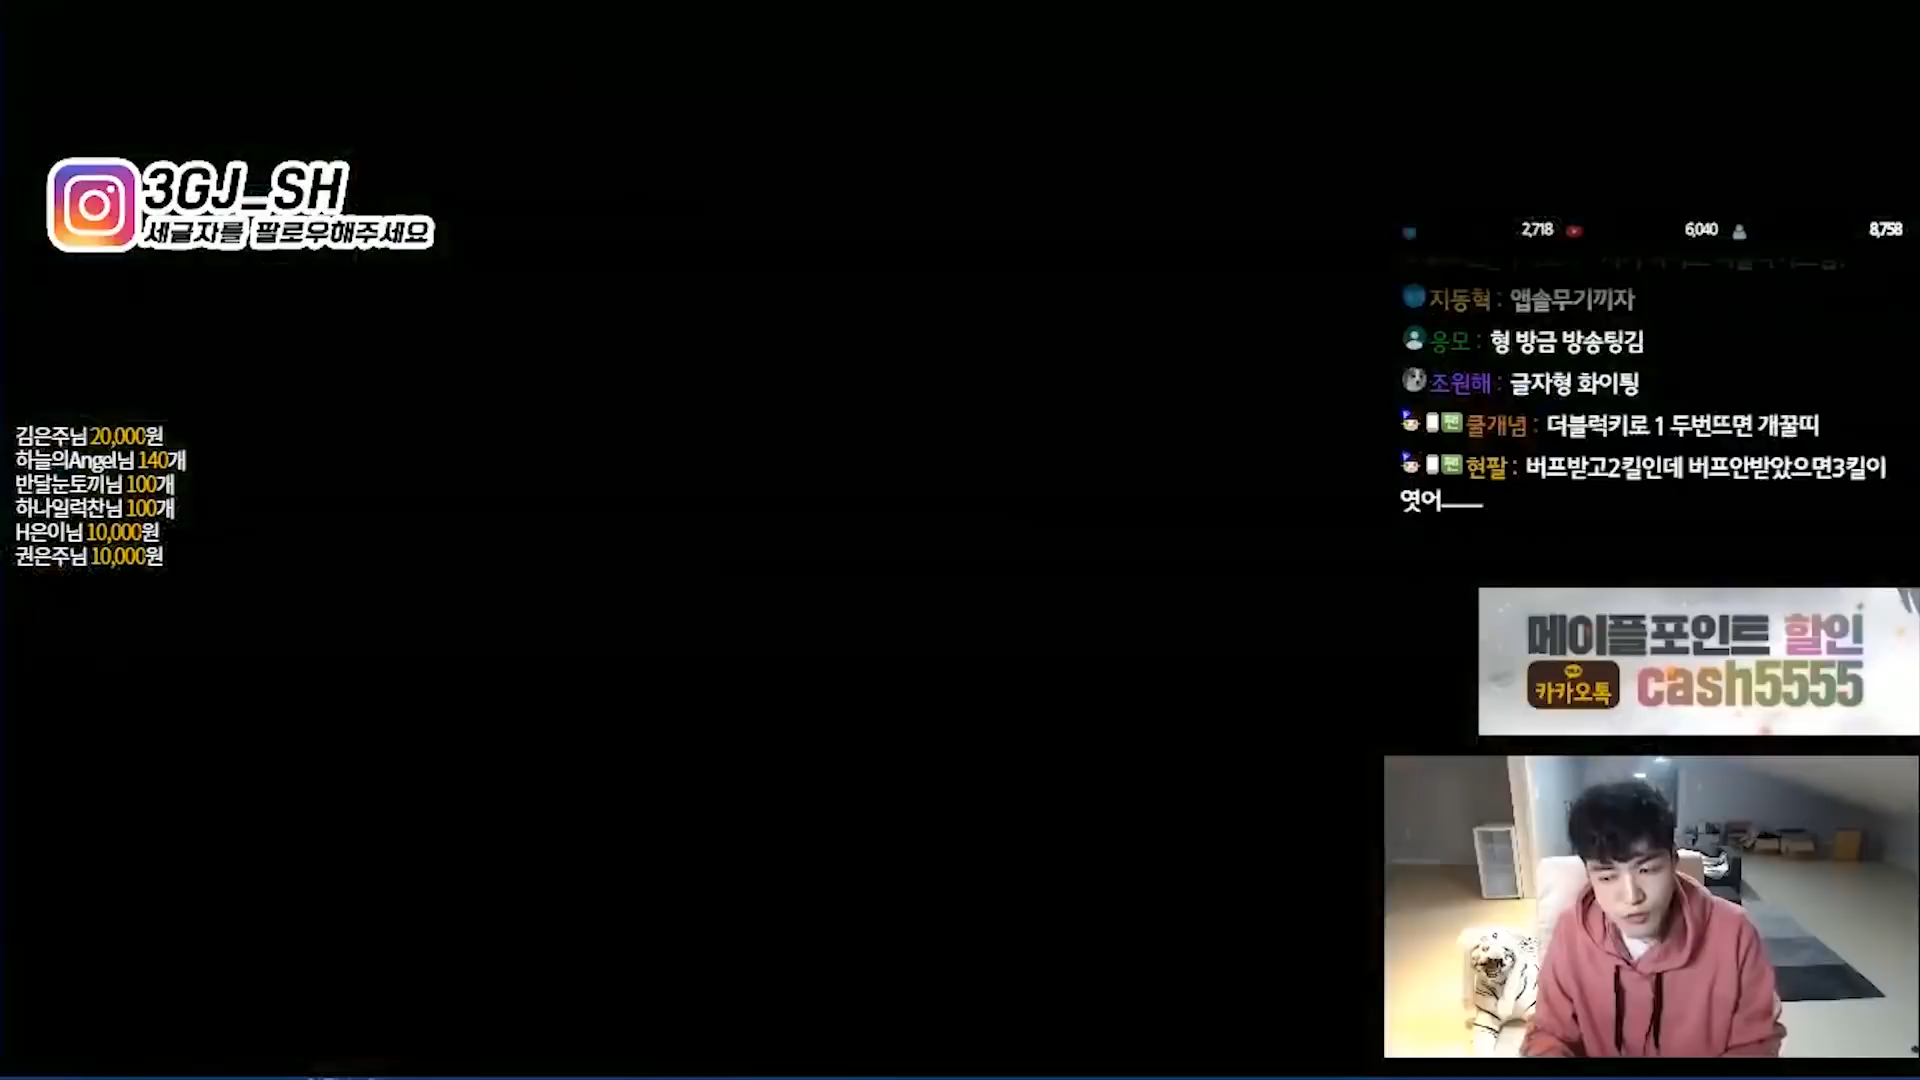 3GJ_SH
세글자를 팔로우해주세요
2,718 6,040 8,758
지동혁 : 앱솔무기끼자
응모 : 형 방금 방송팅김
조원해 : 글자형 화이팅
쿨개념 : 더블럭키로 1 두번뜨면 개꿀띠
현팔 : 버프받고2킬인데 버프안받았으면3킬이
엿어——
김은주님 20,000원
하늘의Angel님 140개
반달눈토끼님 100개
하나일럭찬님 100개
H은이님 10,000원
권은주님 10,000원
메이플포인트 할인
카카오톡 cash5555